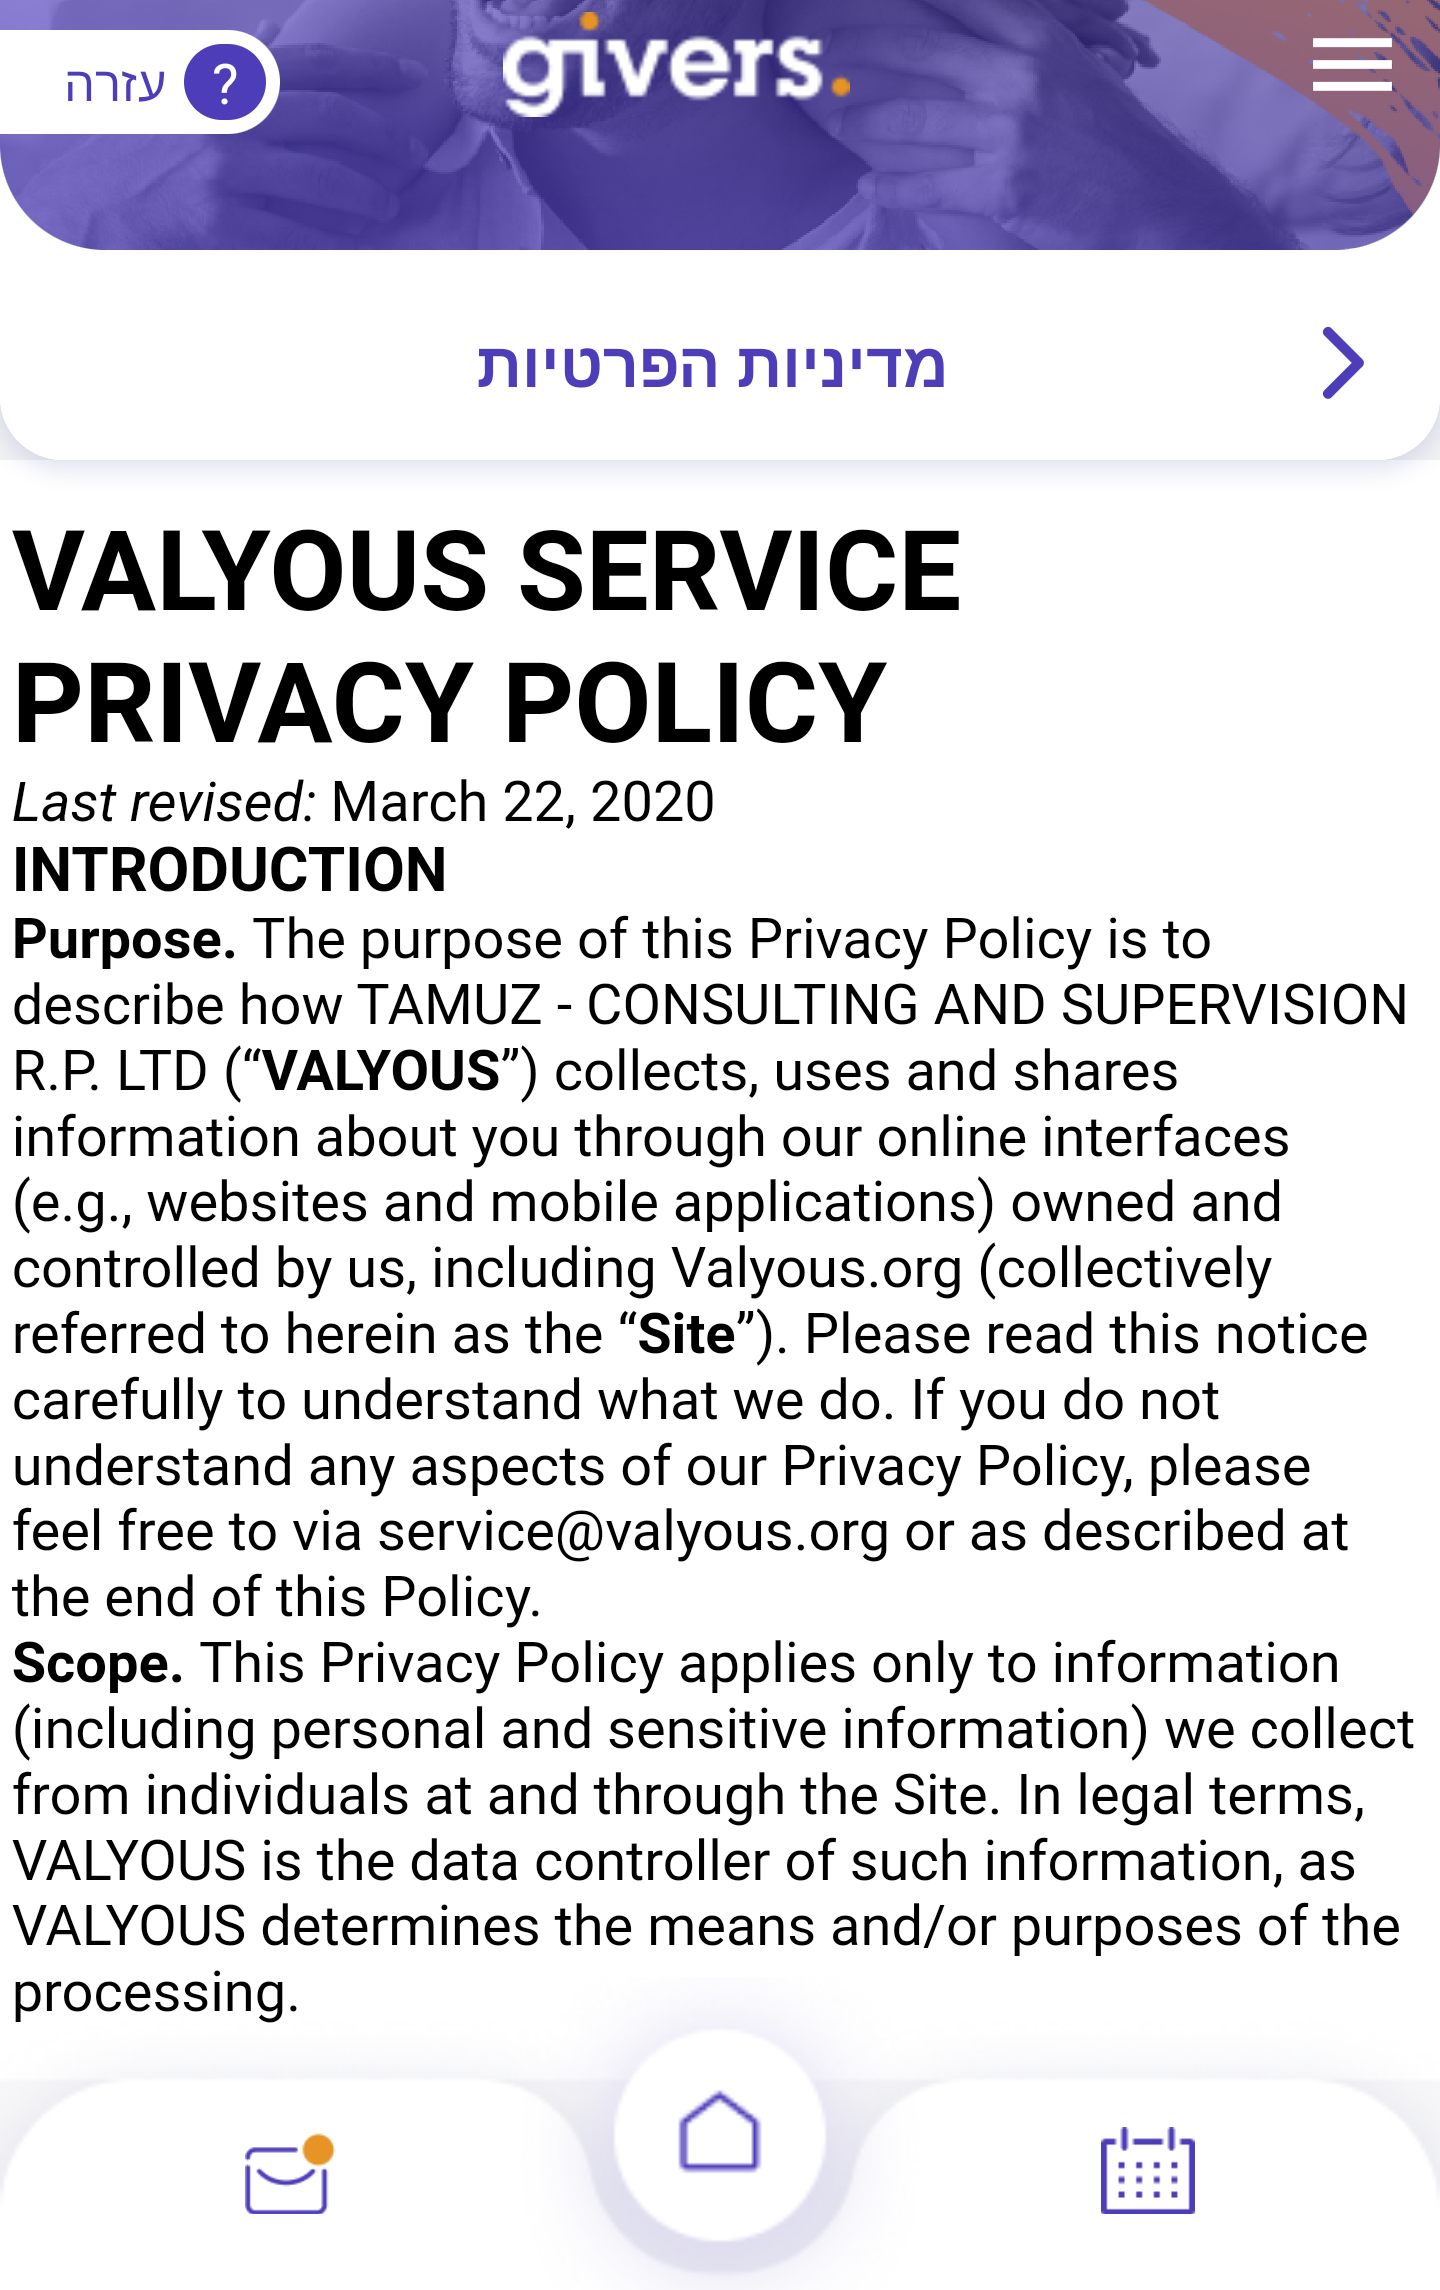 עזרה ?
givers.
מדיניות הפרטיות
VALYOUS SERVICE
PRIVACY POLICY
Last revised: March 22, 2020
INTRODUCTION
Purpose. The purpose of this Privacy Policy is to
describe how TAMUZ - CONSULTING AND SUPERVISION
R.P. LTD (“VALYOUS”) collects, uses and shares
information about you through our online interfaces
(e.g., websites and mobile applications) owned and
controlled by us, including Valyous.org (collectively
referred to herein as the “Site”). Please read this notice
carefully to understand what we do. If you do not
understand any aspects of our Privacy Policy, please
feel free to via service@valyous.org or as described at
the end of this Policy.
Scope. This Privacy Policy applies only to information
(including personal and sensitive information) we collect
from individuals at and through the Site. In legal terms,
VALYOUS is the data controller of such information, as
VALYOUS determines the means and/or purposes of the
processing.